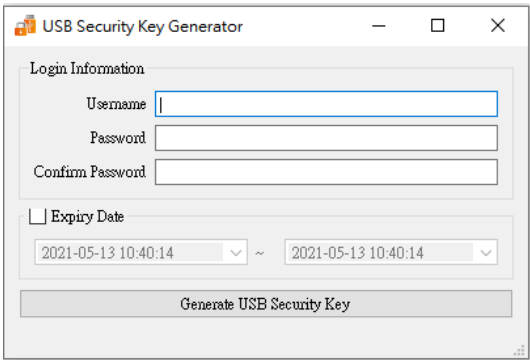 USB Security Key Generator
Login Information
Username
Password
Confirm Password
Expiry Date
2021-05-13 10:40:14 ~ 2021-05-13 10:40:14
Generate USB Security Key